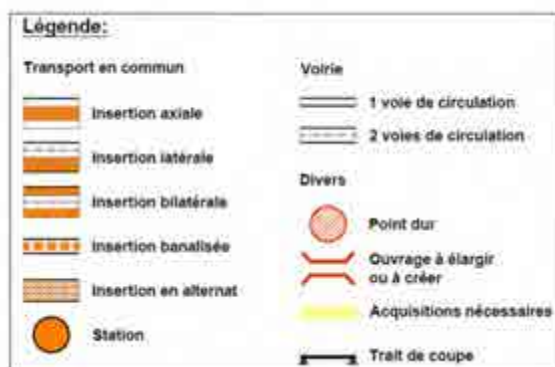 Légende:
Transport en commun
Insertion axiale
Insertion latérale
Insertion bilatérale
Insertion banalisée
Insertion en alternat
Station
Voirie
1 voie de circulation
2 voies de circulation
Divers
Point dur
Ouvrage à élargir
ou à créer
Acquisitions nécessaires
Trait de coupe